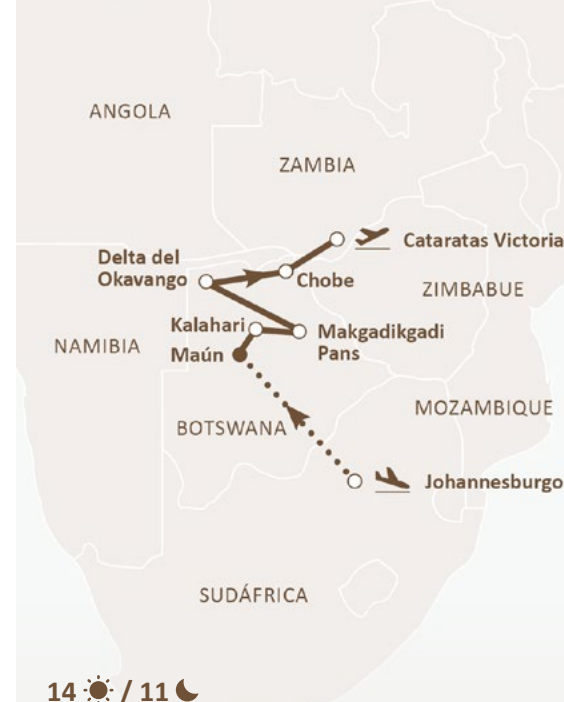 ANGOLA
ZAMBIA
Cataratas Victoria
Delta del
Okavango
Chobe
ZIMBABUE
Kalahari
Makgadikgadi
Pans
NAMIBIA
Maún
MOZAMBIQUE
BOTSWANA
Johannesburgo
SUDÁFRICA
14 / 11